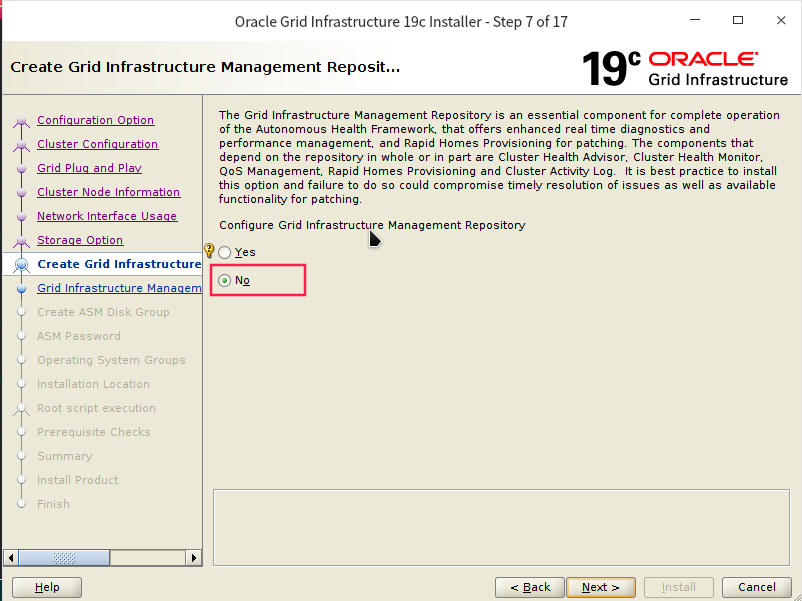 Oracle Grid Infrastructure 19c Installer - Step 7 of 17
Create Grid Infrastructure Management Reposit...
19c ORACLE
Grid Infrastructure
Configuration Option
Cluster Configuration
Grid Plug and Play
Cluster Node Information
Network Interface Usage
Storage Option
Create Grid Infrastructure
Grid Infrastructure Managem
Create ASM Disk Group
ASM Password
Operating System Groups
Installation Location
Root script execution
Prerequisite Checks
Summary
Install Product
Finish
The Grid Infrastructure Management Repository is an essential component for complete operation
of the Autonomous Health Framework, that offers enhanced real time diagnostics and
performance management, and Rapid Homes Provisioning for patching. The components that
depend on the repository in whole or in part are Cluster Health Advisor, Cluster Health Monitor,
QoS Management, Rapid Homes Provisioning and Cluster Activity Log. It is best practice to install
this option and failure to do so could compromise timely resolution of issues as well as available
functionality for patching.
Configure Grid Infrastructure Management Repository
Yes
No
Help
< Back
Next >
Install
Cancel